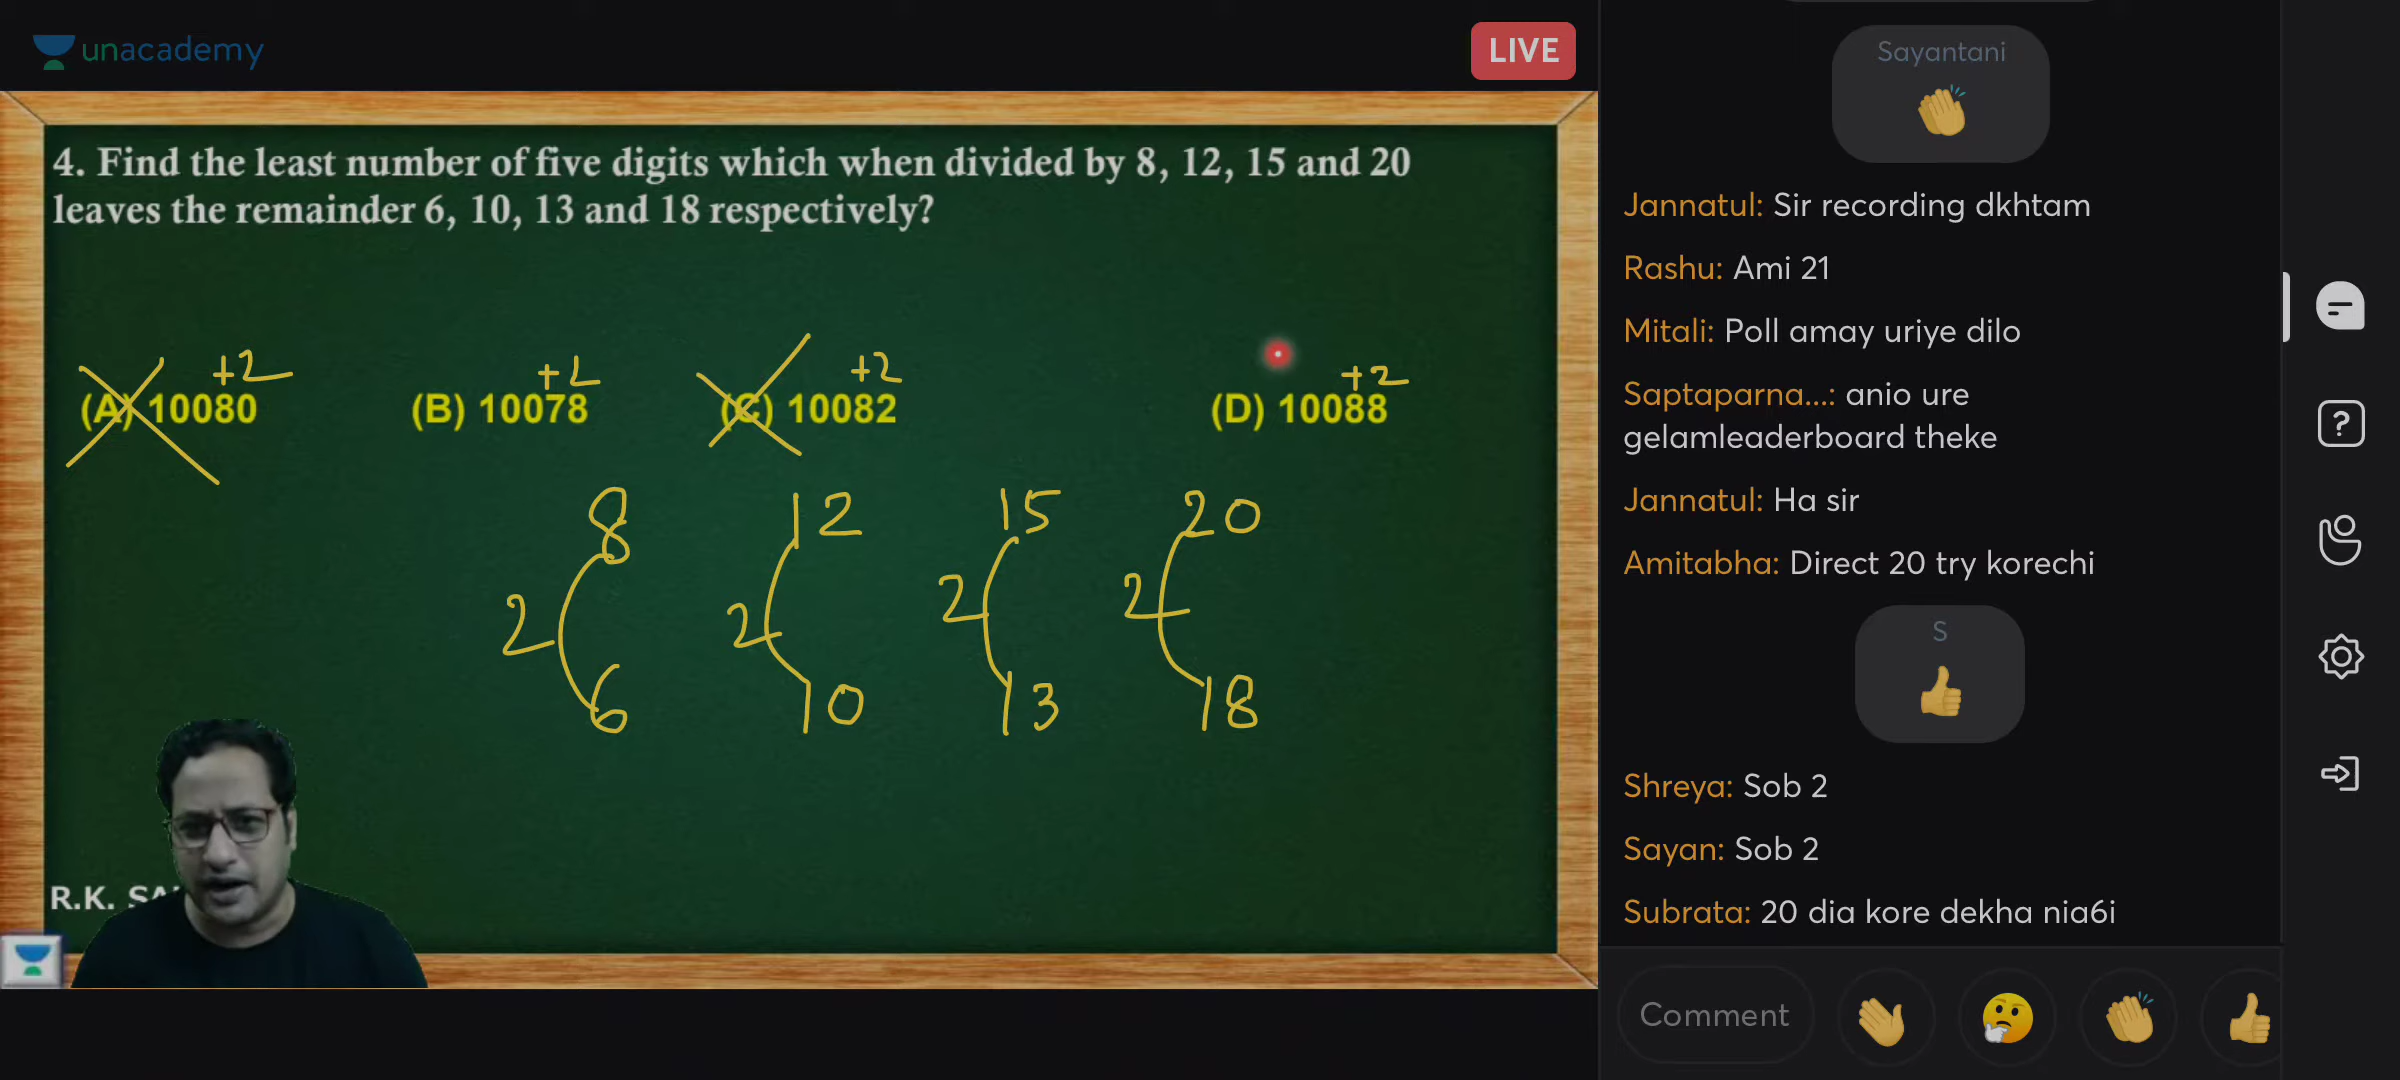 unacademy
LIVE
4. Find the least number of five digits which when divided by 8, 12, 15 and 20
leaves the remainder 6, 10, 13 and 18 respectively?
+2 +2 +2 +2
(A) 10080 (B) 10078 (C) 10082 (D) 10088
8 12 15 20
2 2 2 2
6 10 13 18
R.K.
Sayantani
Jannatul: Sir recording dkhtam
Rashu: Ami 21
Mitali: Poll amay uriye dilo
Saptaparna...: anio ure
gelamleaderboard theke
Jannatul: Ha sir
Amitabha: Direct 20 try korechi
S
Shreya: Sob 2
Sayan: Sob 2
Subrata: 20 dia kore dekha nia6i
Comment